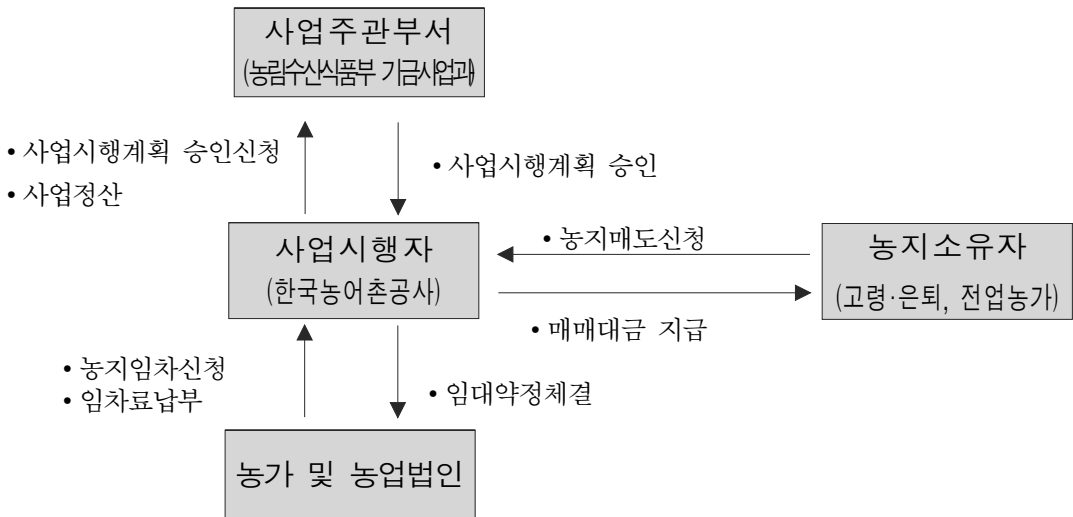 사업주관부서
(농림수산식품부 기금사업과)
• 사업시행계획 승인신청
• 사업정산
• 사업시행계획 승인
사업시행자
(한국농어촌공사)
• 농지매도신청
• 매매대금 지급
농지소유자
(고령·은퇴, 전업농가)
• 농지임차신청
• 임차료납부
• 임대약정체결
농가 및 농업법인